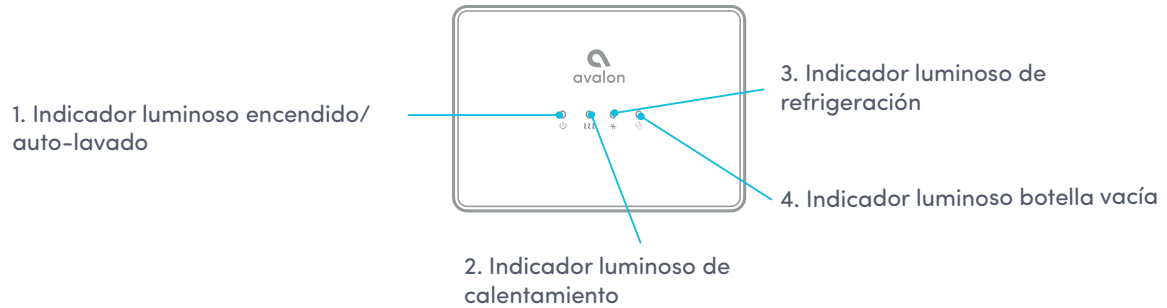 avalon
1. Indicador luminoso encendido/
auto-lavado
2. Indicador luminoso de
calentamiento
3. Indicador luminoso de
refrigeración
4. Indicador luminoso botella vacía